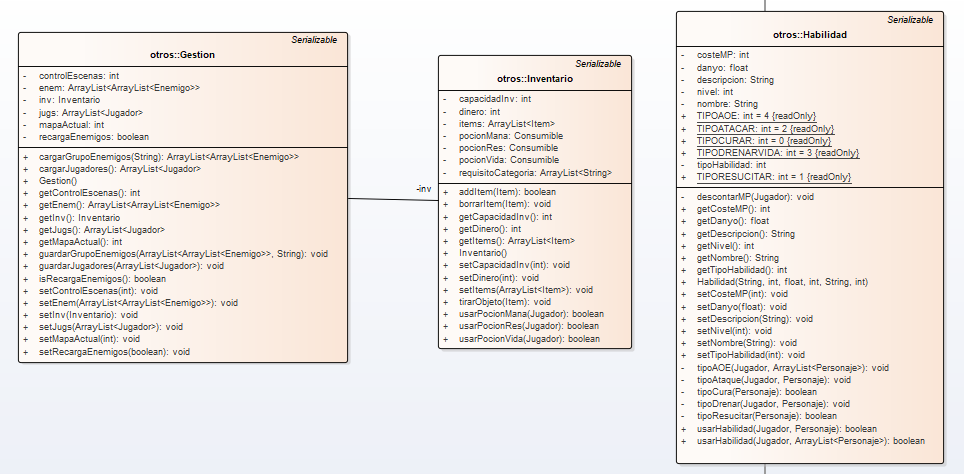 Serializable
otros::Gestion
- controlEscenas: int
- enem: ArrayList<ArrayList<Enemigo>>
- inv: Inventario
- jugs: ArrayList<Jugador>
- mapaActual: int
- recargaEnemigos: boolean
+ cargarGrupoEnemigos(String): ArrayList<ArrayList<Enemigo>>
+ cargarJugadores(): ArrayList<Jugador>
+ Gestion()
+ getControlEscenas(): int
+ getEnem(): ArrayList<ArrayList<Enemigo>>
+ getInv(): Inventario
+ getJugs(): ArrayList<Jugador>
+ getMapaActual(): int
+ guardarGrupoEnemigos(ArrayList<ArrayList<Enemigo>>, String): void
+ guardarJugadores(ArrayList<Jugador>): void
+ isRecargaEnemigos(): boolean
+ setControlEscenas(int): void
+ setEnem(ArrayList<ArrayList<Enemigo>>): void
+ setInv(Inventario): void
+ setJugs(ArrayList<Jugador>): void
+ setMapaActual(int): void
+ setRecargaEnemigos(boolean): void
-inv
Serializable
otros::Inventario
- capacidadInv: int
- dinero: int
- items: ArrayList<Item>
- pocionMana: Consumible
- pocionRes: Consumible
- pocionVida: Consumible
- requisitoCategoria: ArrayList<String>
+ addItem(Item): boolean
+ borraItem(Item): void
+ getCapacidadInv(): int
+ getDinero(): int
+ getItems(): ArrayList<Item>
+ Inventario()
+ setCapacidadInv(int): void
+ setDinero(int): void
+ setItems(ArrayList<Item>): void
+ tirarObjeto(Item): void
+ usarPocionMana(Jugador): boolean
+ usarPocionRes(Jugador): boolean
+ usarPocionVida(Jugador): boolean
Serializable
otros::Habilidad
- costeMP: int
- danyo: float
- descripcion: String
- nivel: int
- nombre: String
+ TIPOAOE: int = 4 {readOnly}
+ TIPOATACAR: int = 2 {readOnly}
+ TIPOCURAR: int = 0 {readOnly}
+ TIPODRENARVIDA: int = 3 {readOnly}
- tipoHabilidad: int
+ TIPORESUCITAR: int = 1 {readOnly}
- descontarMP(Jugador): void
+ getCosteMP(): int
+ getDanyo(): float
+ getDescripcion(): String
+ getNivel(): int
+ getNombre(): String
+ getTipoHabilidad(): int
+ Habilidad(String, int, float, int, String, int)
+ setCosteMP(int): void
+ setDanyo(float): void
+ setDescripcion(String): void
+ setNivel(int): void
+ setNombre(String): void
+ setTipoHabilidad(int): void
- tipoAOE(Jugador, ArrayList<Personaje>): void
- tipoAtaque(Jugador, Personaje): void
- tipoCura(Personaje): boolean
- tipoDrenar(Jugador, Personaje): void
- tipoResucitar(Personaje): boolean
+ usarHabilidad(Jugador, Personaje): boolean
+ usarHabilidad(Jugador, ArrayList<Personaje>): boolean